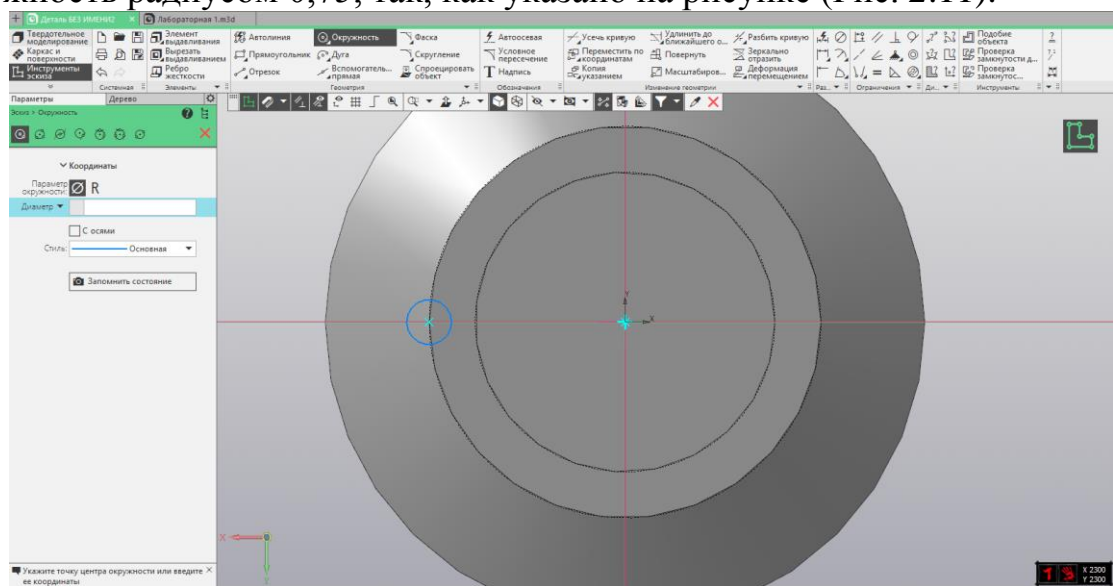 жность радиусом 0,75, так, как указано на рисунке (Рис. 2.11).
Деталь БЕЗ ИМЕНИ2 × Лабораторная 1.m3d
Твердотельное моделирование
Каркас и поверхности
Инструменты эскиза
Системная
Элемент выдавливания
Вырезать выдавливанием
Ребро жесткости
Элементы
Автолиния Окружность Фаска
Прямоугольник Дуга Скругление
Отрезок Вспомогатель... прямая Спроецировать объект
Геометрия
Автоосевая
Условное пересечение
Надпись
Обозначения
Усечь кривую Удлинить до ближайшего о... Разбить кривую
Переместить по координатам Повернуть Зеркально отразить
Копия указанием Масштабиров... Деформация перемещением
Изменение геометрии
Раз...
Ограничения
Ди...
Подобие объекта
Проверка замкнутости д...
Проверка замкнутос...
Инструменты
Параметры Дерево
Эскиз > Окружность
Координаты
Параметр окружности: R
Диаметр
С осями
Стиль: Основная
Запомнить состояние
Y
X
X
Y
Укажите точку центра окружности или введите ее координаты
X 2300
Y 2300